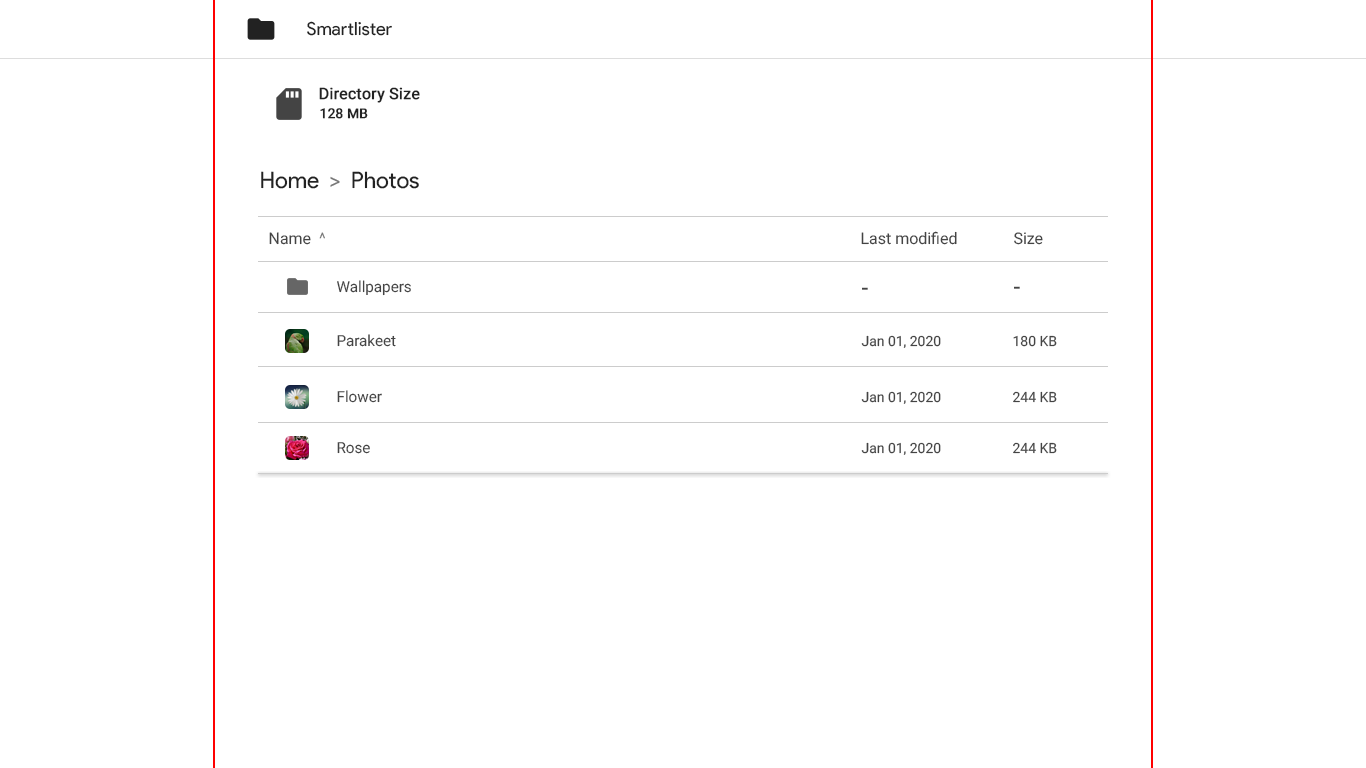 Smartlister
Directory Size
128 MB
Home > Photos
Name ^ Last modified Size
Wallpapers - -
Parakeet Jan 01, 2020 180 KB
Flower Jan 01, 2020 244 KB
Rose Jan 01, 2020 244 KB